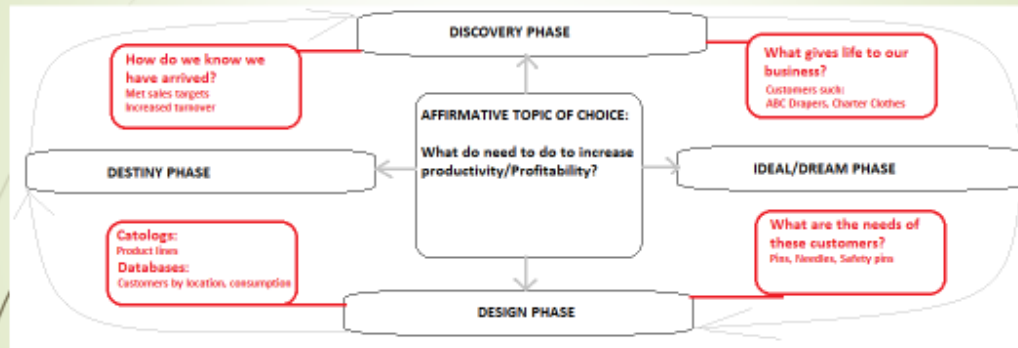 DISCOVERY PHASE
How do we know we
have arrived?
Met sales targets
Increased turnover
What gives life to our
business?
Customers such:
ABC Drapers, Charter Clothes
AFFIRMATIVE TOPIC OF CHOICE:
What do need to do to increase
productivity/Profitability?
DESTINY PHASE
IDEAL/DREAM PHASE
Catologs:
Product lines
Databases:
Customers by location, consumption
What are the needs of
these customers?
Pins, Needles, Safety pins
DESIGN PHASE